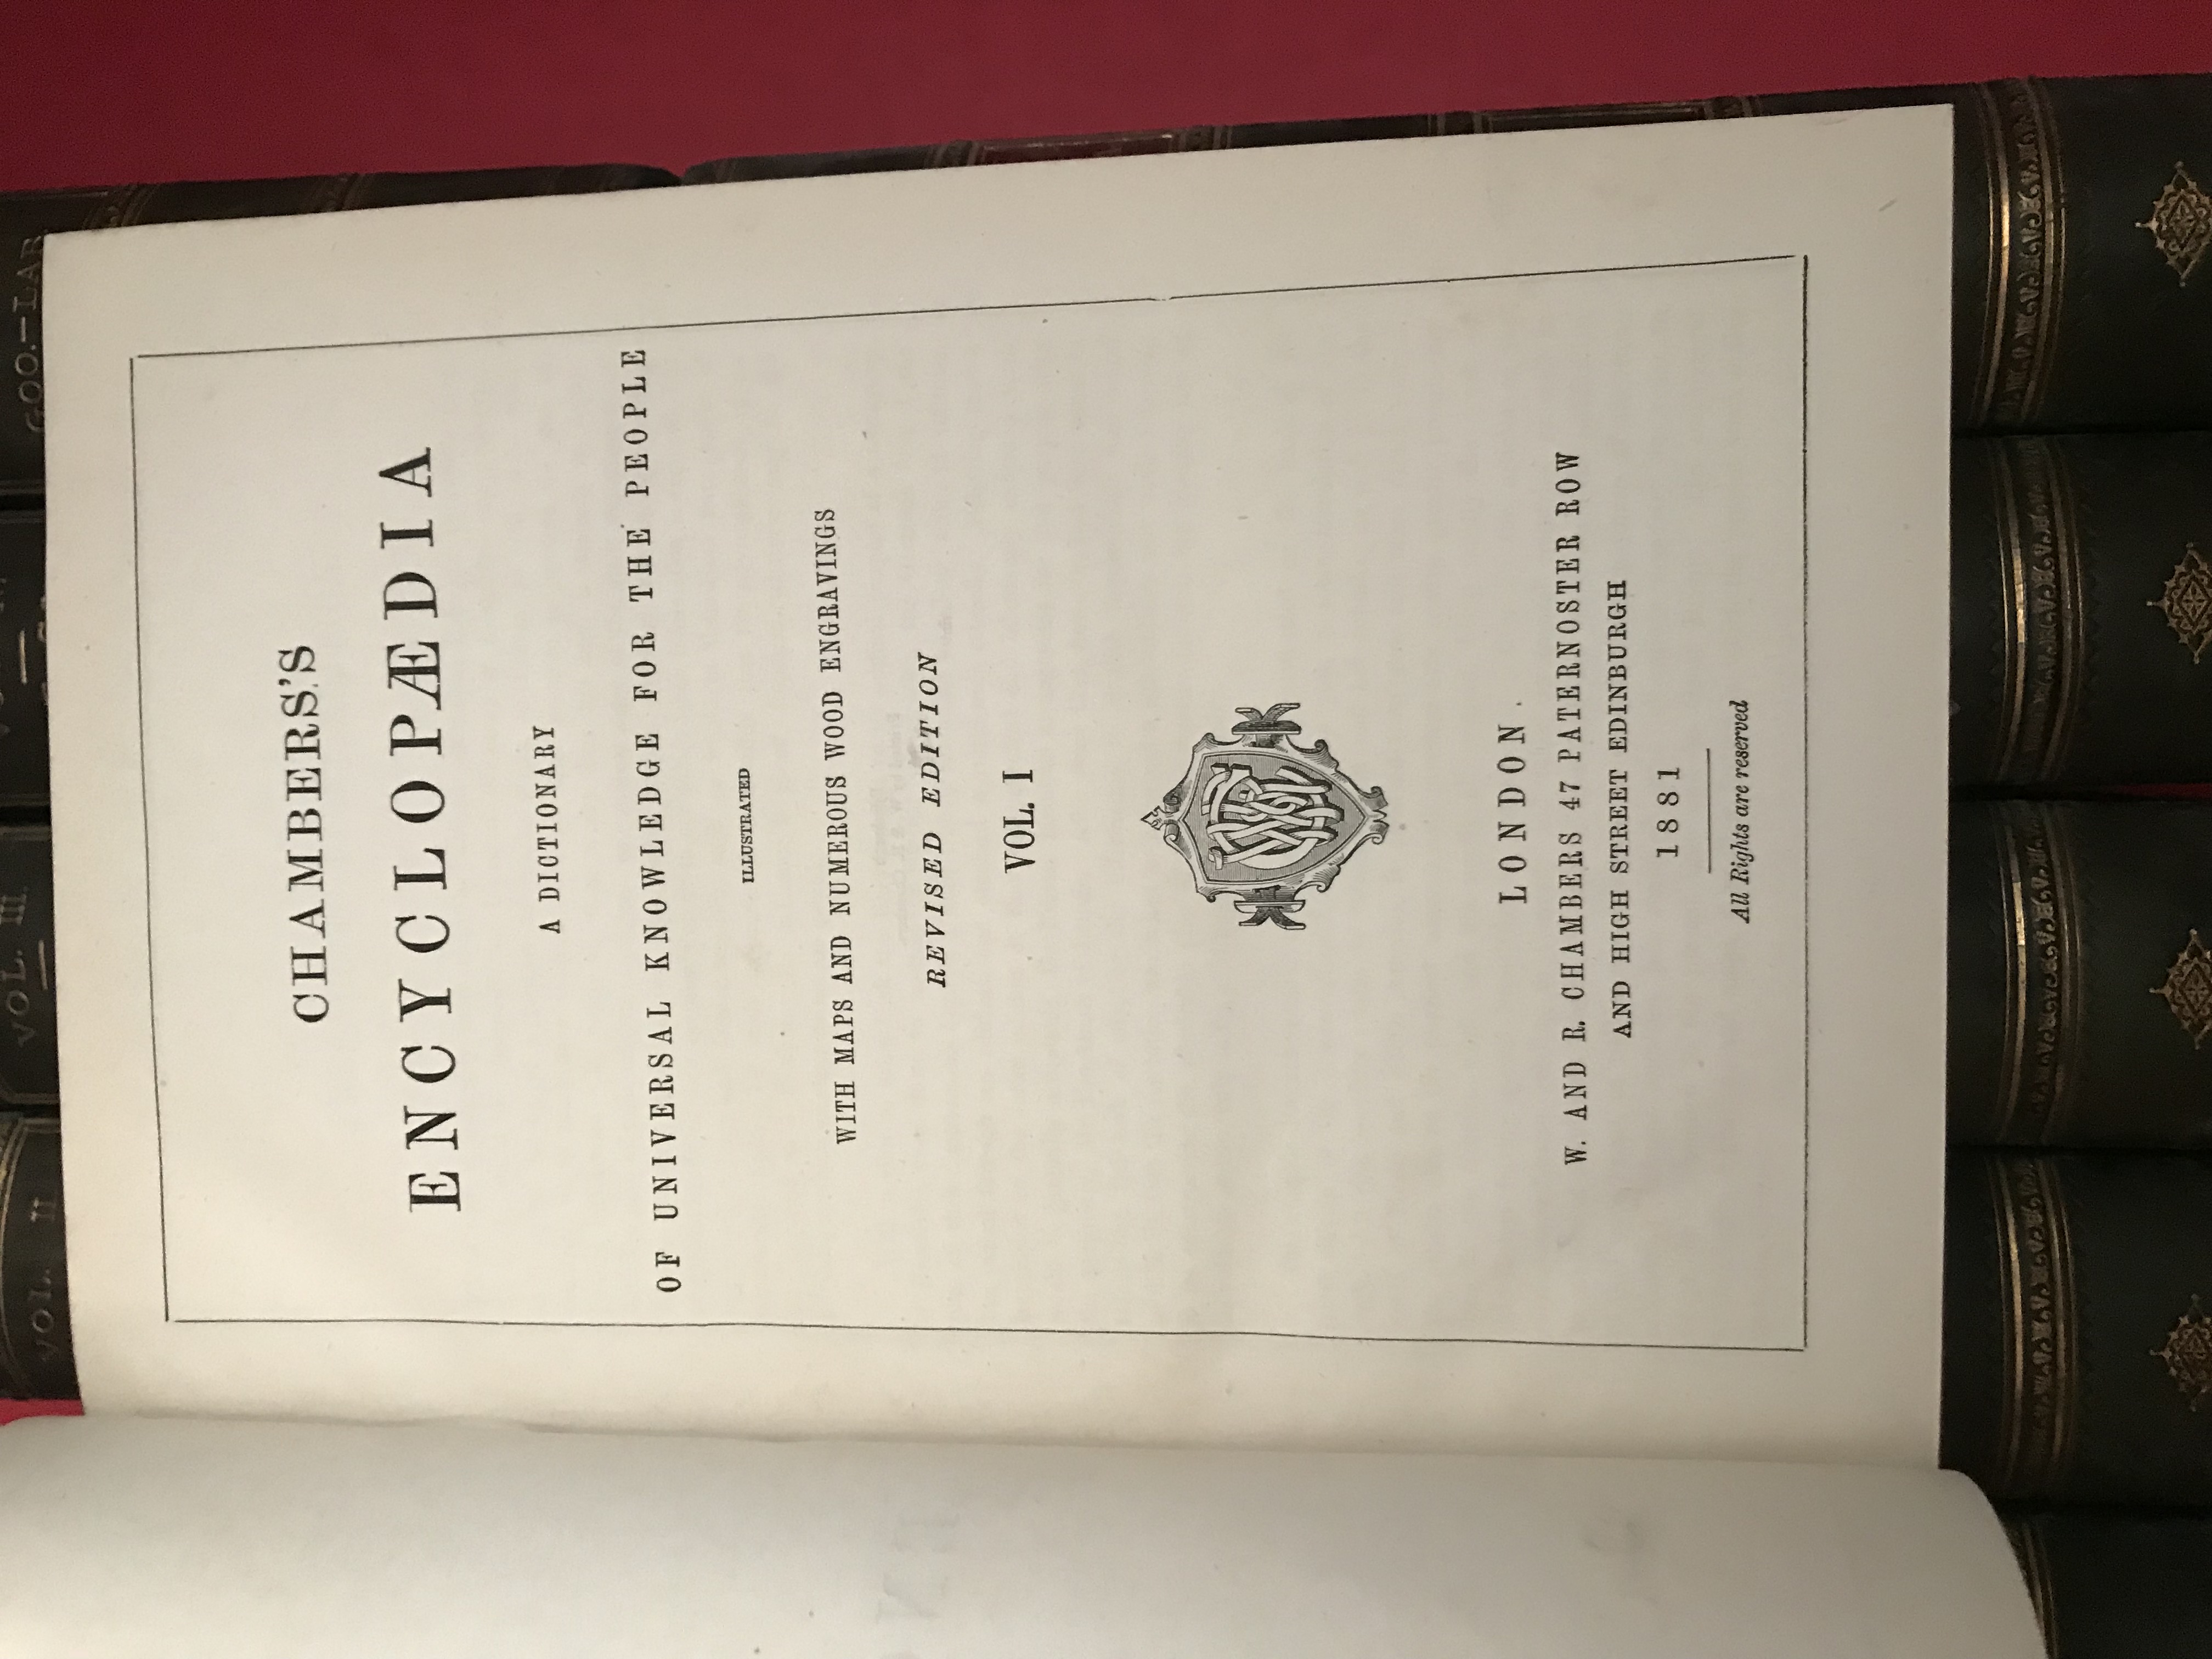 CHAMBERS'S
ENCYCLOPÆDIA
A DICTIONARY
OF UNIVERSAL KNOWLEDGE FOR THE PEOPLE
ILLUSTRATED
WITH MAPS AND NUMEROUS WOOD ENGRAVINGS
REVISED EDITION
VOL. I
LONDON
W. AND R. CHAMBERS 47 PATERNOSTER ROW
AND HIGH STREET EDINBURGH
1881
All Rights are reserved
VOL. II
VOL. III.
GOO.—LAB.